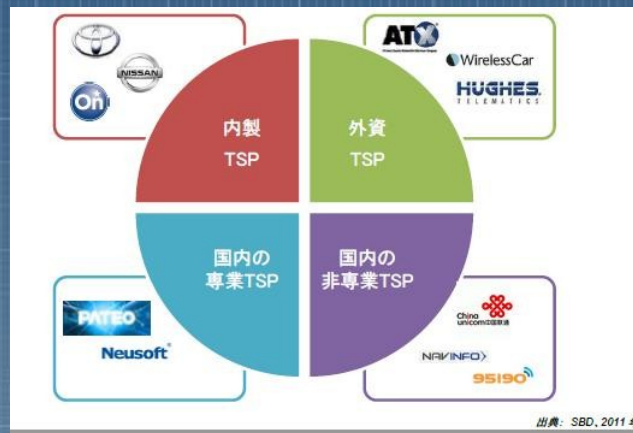 NISSAN
On
ATX
WirelessCar
HUGHES
TELEMATICS
内製
TSP
外資
TSP
国内の
専業TSP
国内の
非専業TSP
PATEO
Neusoft
China
unicom中国联通
NAVINFO
95190
出典: SBD、2011